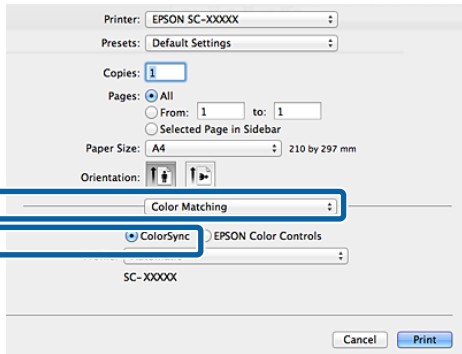 Printer: EPSON SC-XXXXX
Presets: Default Settings
Copies: 1
Pages: All
From: 1 to: 1
Selected Page in Sidebar
Paper Size: A4 210 by 297 mm
Orientation:
Color Matching
ColorSync EPSON Color Controls
SC-XXXXX
Cancel Print